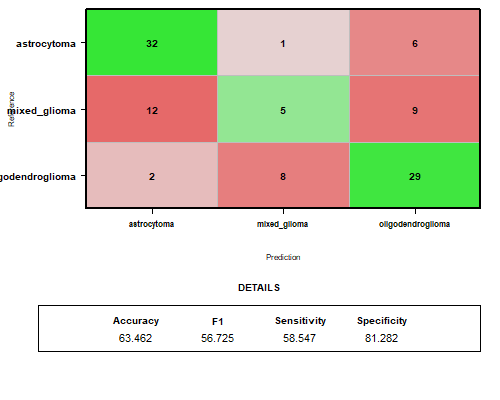 astrocytoma 32 1 6
Reference
mixed_glioma 12 5 9
godendroglioma 2 8 29
astrocytoma mixed_glioma oligodendroglioma
Prediction
DETAILS
Accuracy F1 Sensitivity Specificity
63.462 56.725 58.547 81.282